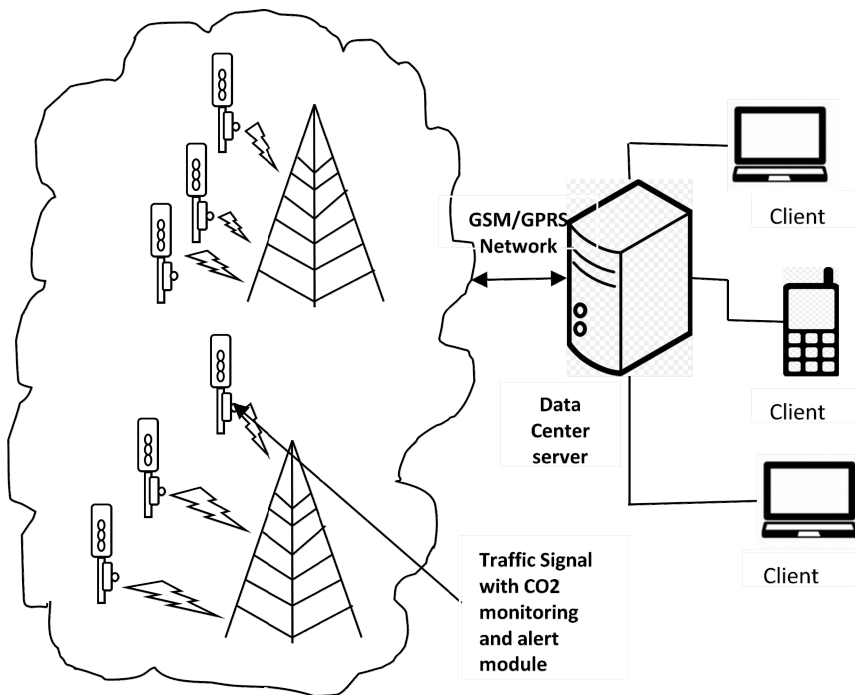 GSM/GPRS
Network
Client
Client
Data
Center
server
Client
Traffic Signal
with CO2
monitoring
and alert
module